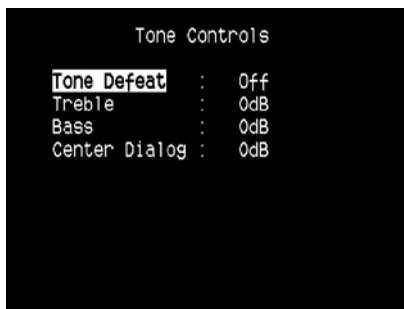 Tone Controls
Tone Defeat : Off
Treble : 0dB
Bass : 0dB
Center Dialog : 0dB